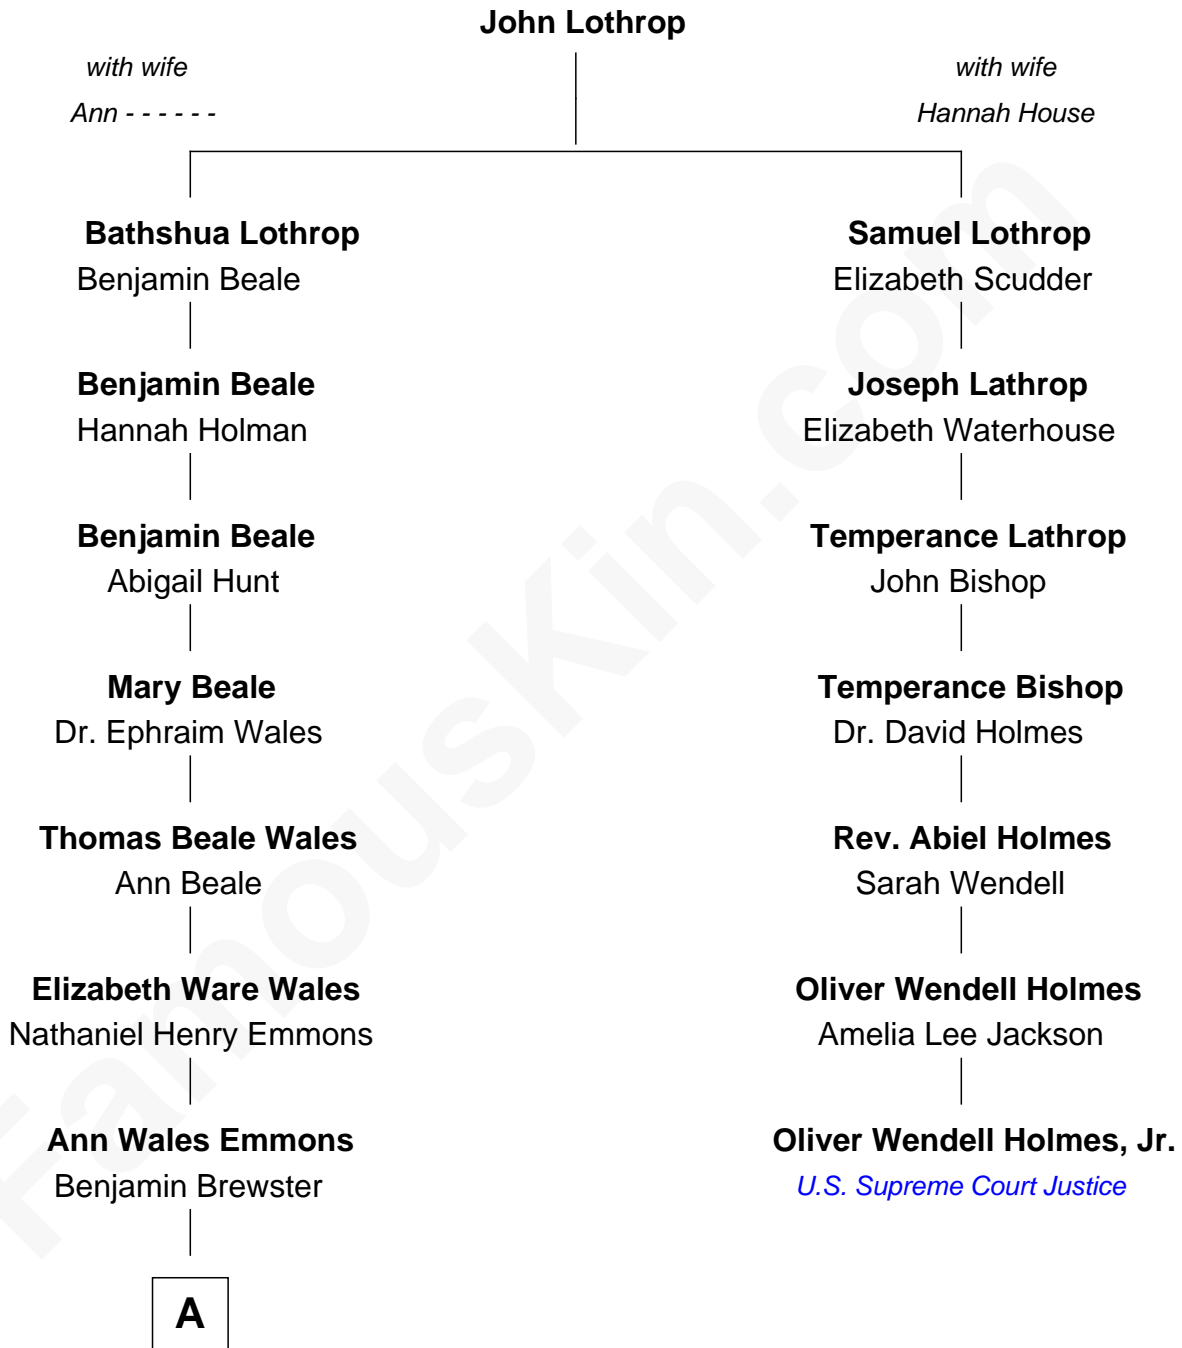 John Lothrop
with wife
Ann - - - - - -
with wife
Hannah House
Bathshua Lothrop
Benjamin Beale
Samuel Lothrop
Elizabeth Scudder
Benjamin Beale
Hannah Holman
Joseph Lathrop
Elizabeth Waterhouse
Benjamin Beale
Abigail Hunt
Temperance Lathrop
John Bishop
Mary Beale
Dr. Ephraim Wales
Temperance Bishop
Dr. David Holmes
Thomas Beale Wales
Ann Beale
Rev. Abiel Holmes
Sarah Wendell
Elizabeth Ware Wales
Nathaniel Henry Emmons
Oliver Wendell Holmes
Amelia Lee Jackson
Ann Wales Emmons
Benjamin Brewster
Oliver Wendell Holmes, Jr.
U.S. Supreme Court Justice
A
FamousKin.com